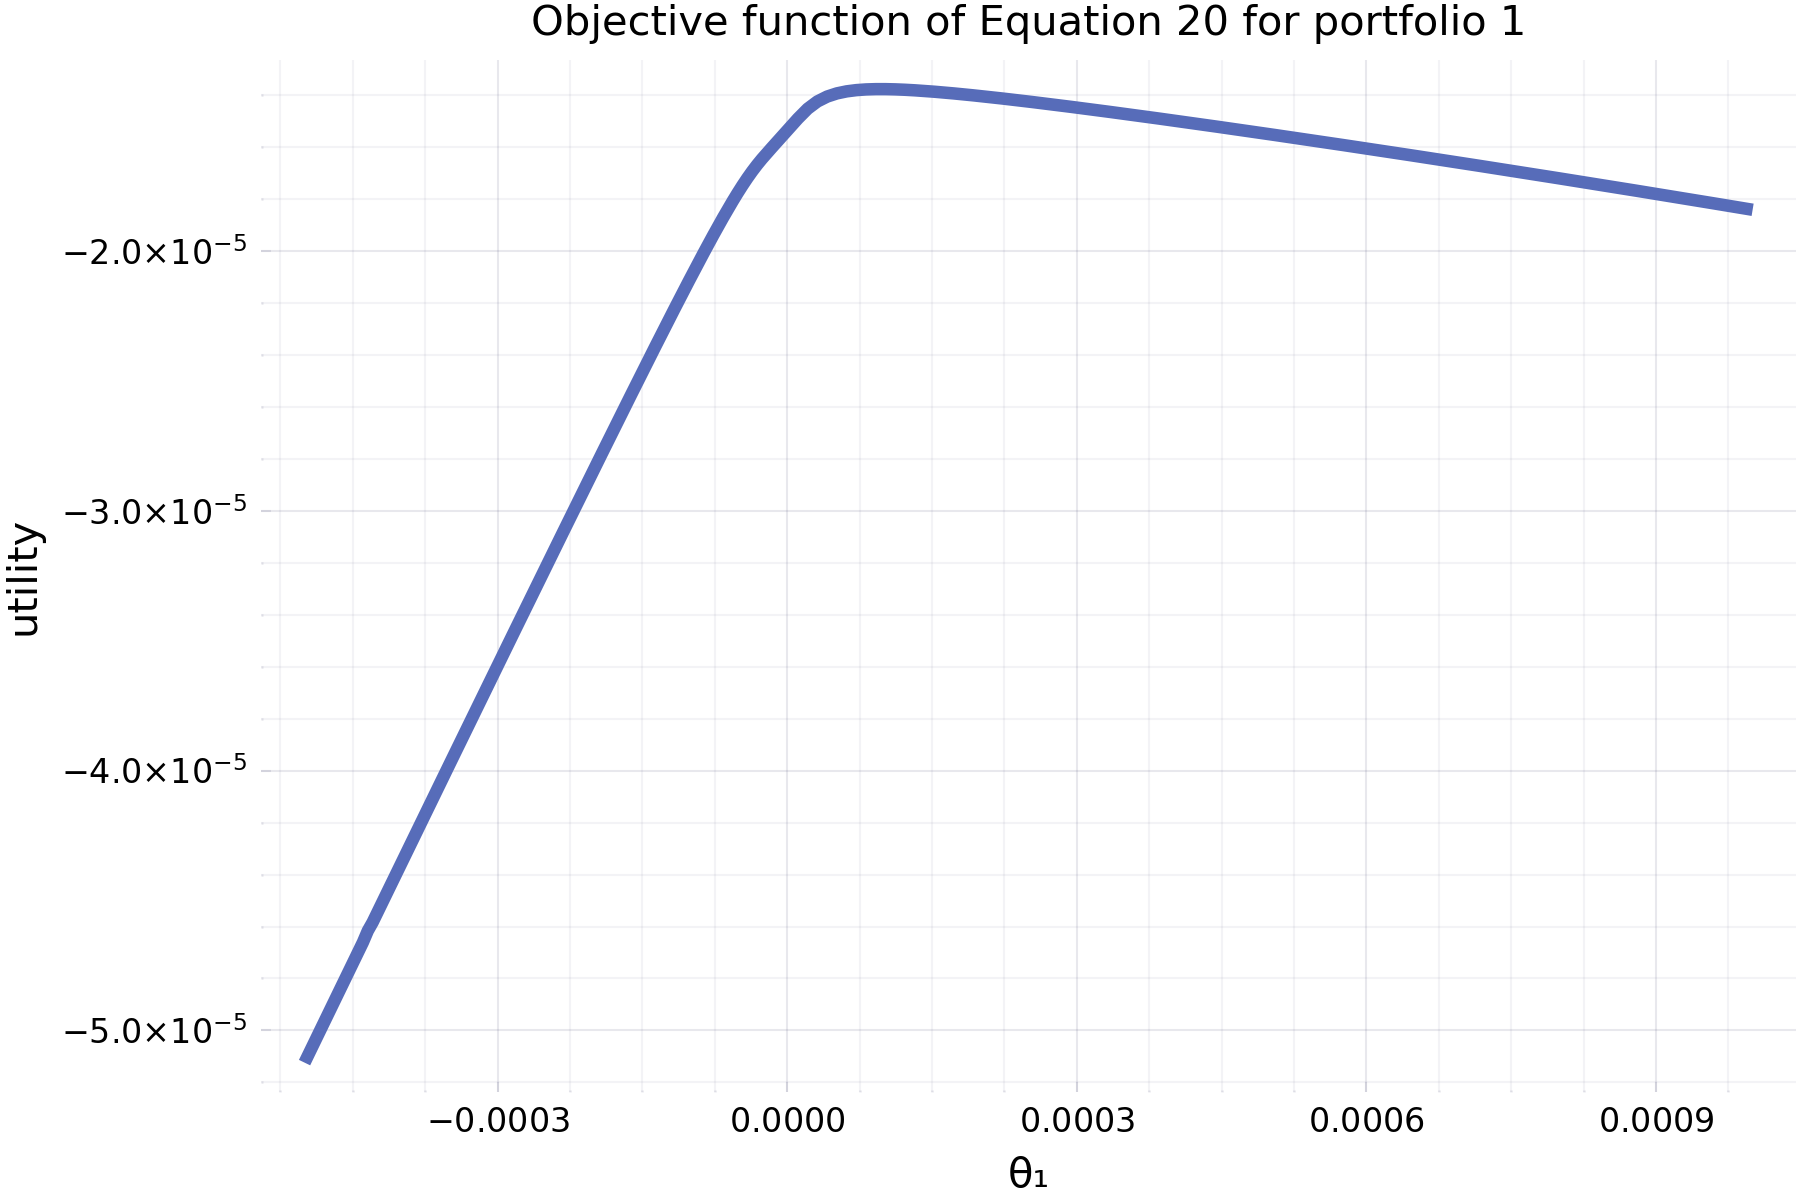 Objective function of Equation 20 for portfolio 1
−2.0×10⁻⁵
−3.0×10⁻⁵
−4.0×10⁻⁵
−5.0×10⁻⁵
utility
−0.0003 0.0000 0.0003 0.0006 0.0009
θ₁